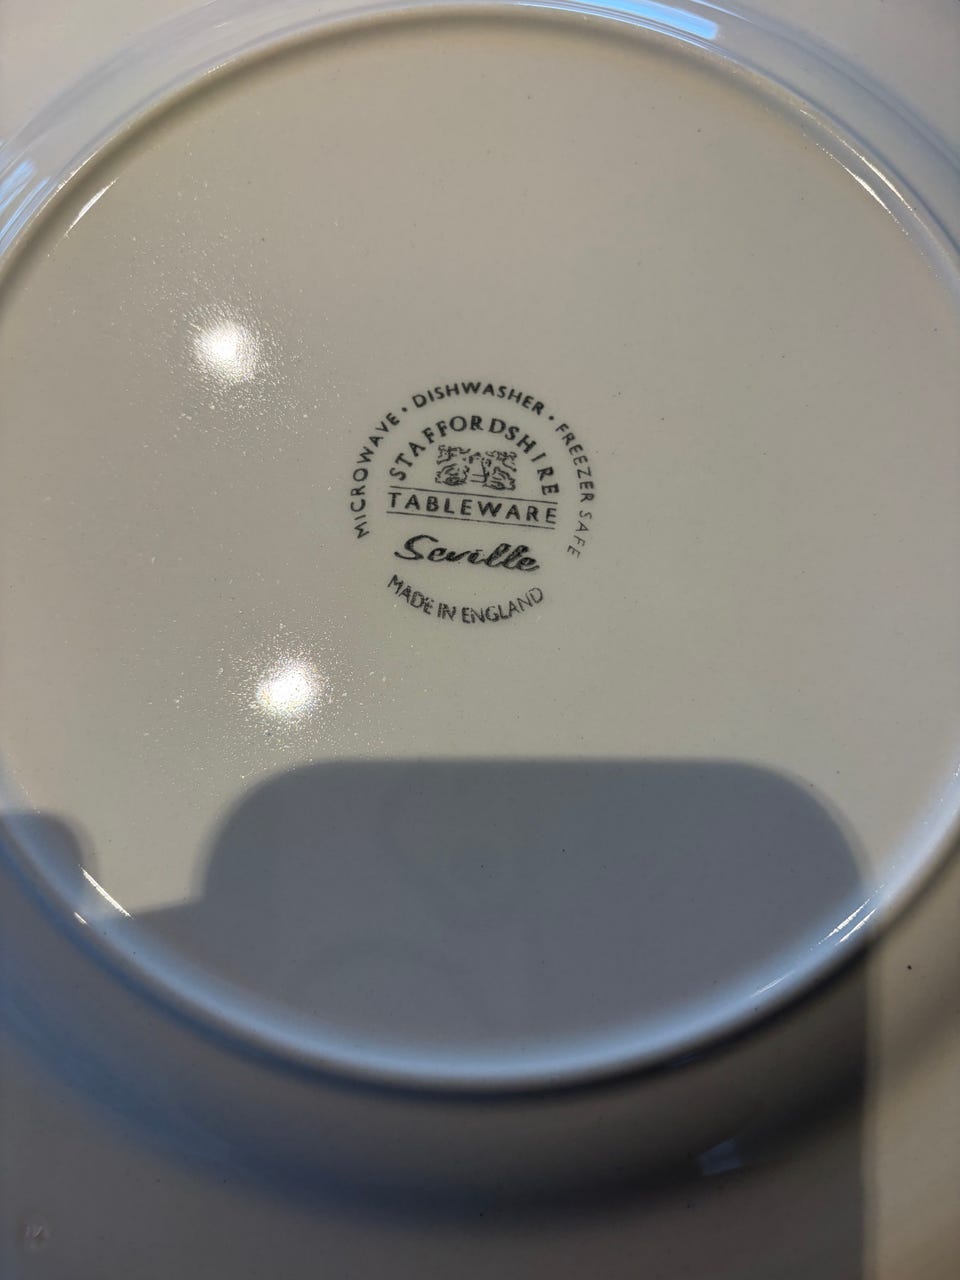 MICROWAVE • DISHWASHER • FREEZER SAFE
STAFFORDSHIRE
TABLEWARE
Seville
MADE IN ENGLAND